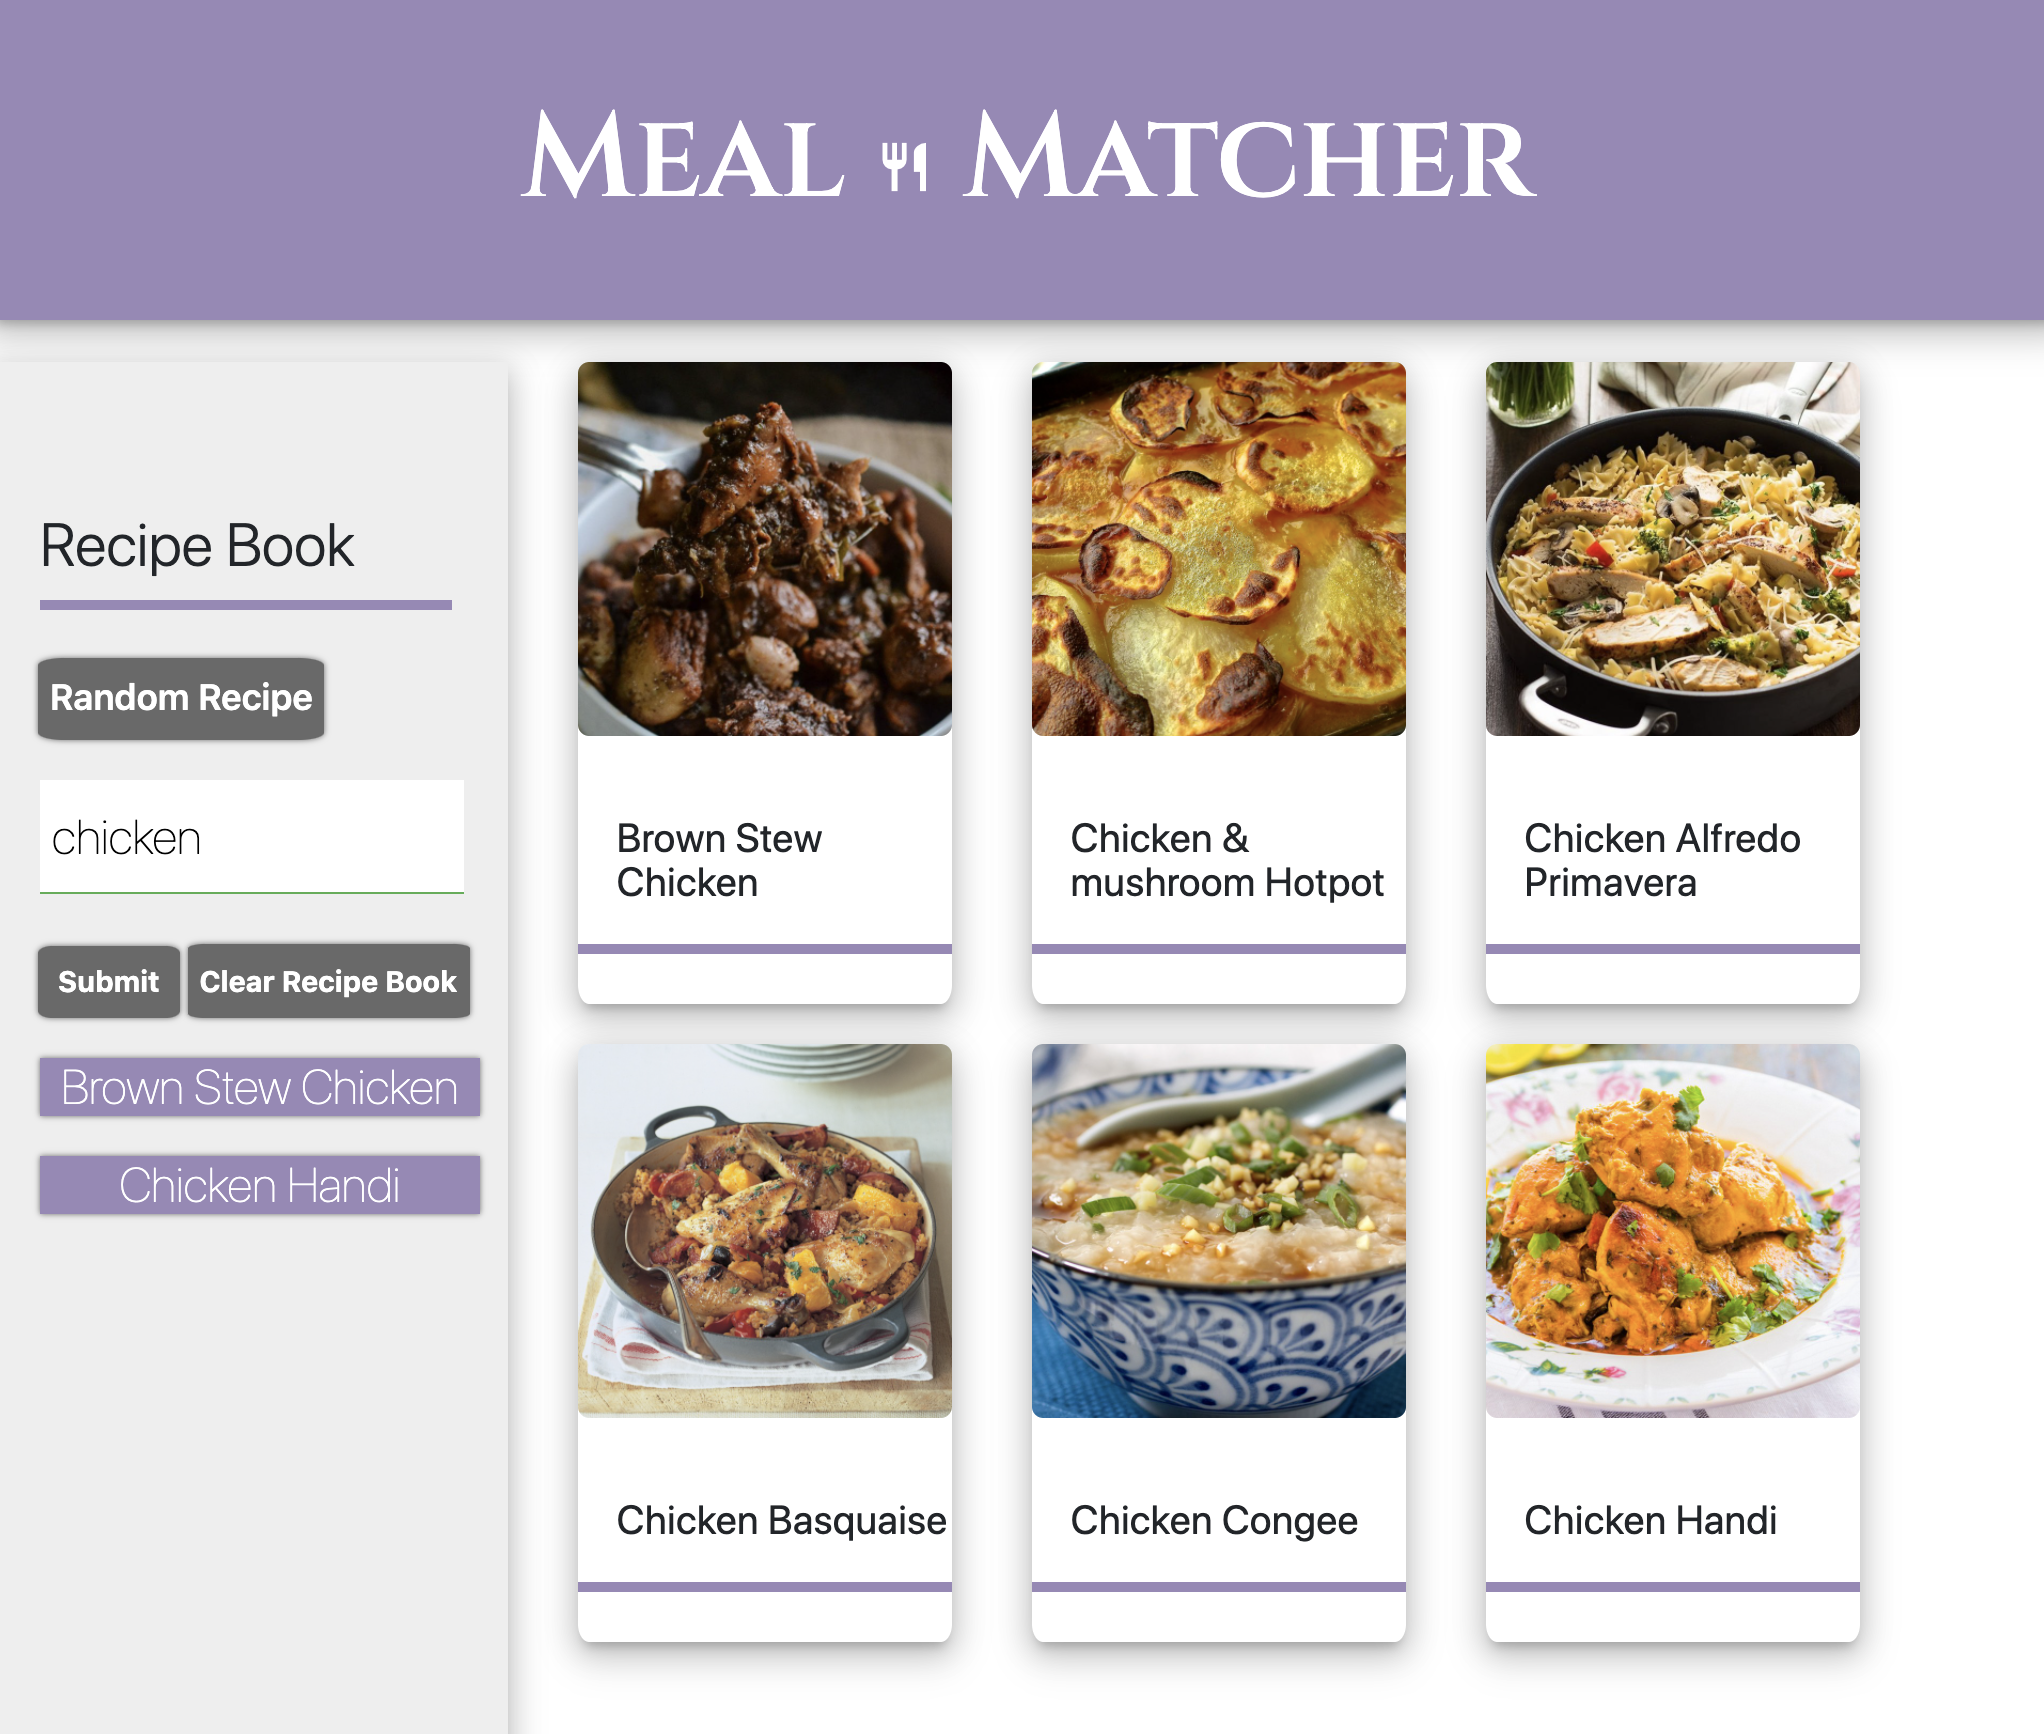 Meal Matcher
Recipe Book
Random Recipe
chicken
Submit
Clear Recipe Book
Brown Stew Chicken
Chicken Handi
Brown Stew
Chicken
Chicken &
mushroom Hotpot
Chicken Alfredo
Primavera
Chicken Basquaise
Chicken Congee
Chicken Handi